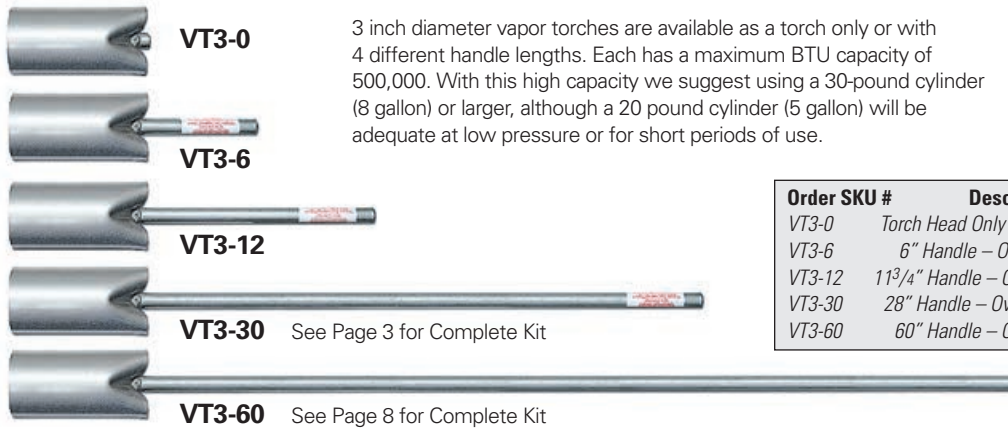 VT3-0
3 inch diameter vapor torches are available as a torch only or with
4 different handle lengths. Each has a maximum BTU capacity of
500,000. With this high capacity we suggest using a 30-pound cylinder
(8 gallon) or larger, although a 20 pound cylinder (5 gallon) will be
adequate at low pressure or for short periods of use.
VT3-6
VT3-12
VT3-30 See Page 3 for Complete Kit
VT3-60 See Page 8 for Complete Kit
Order SKU #
VT3-0 Torch Head Only
VT3-6 6" Handle –
VT3-12 11 3/4" Handle –
VT3-30 28" Handle –
VT3-60 60" Handle –